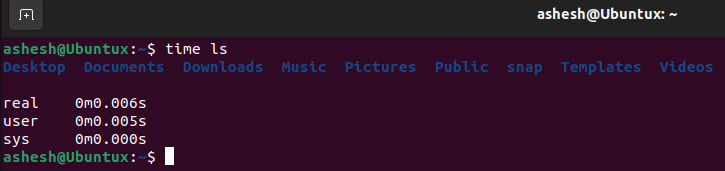 ashesh@Ubuntux: ~
ashesh@Ubuntux:~$ time ls
Desktop Documents Downloads Music Pictures Public snap Templates Videos
real 0m0.006s
user 0m0.005s
sys 0m0.000s
ashesh@Ubuntux:~$